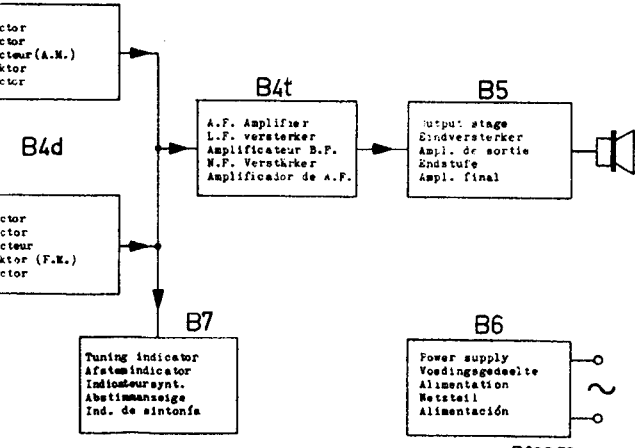 ctor
ctor
cteur(A.M.)
ktor
ctor
B4d
ctor
ctor
cteur
ktor (F.M.)
ctor
B4t
A.F. Amplifier
L.F. versterker
Amplificateur B.F.
N.F. Verstärker
Amplificador de A.F.
B5
Output stage
Eindversterker
Ampl. de sortie
Endstufe
Ampl. final
B7
Tuning indicator
Afstemindicator
Indicateur synt.
Abstimmanzeige
Ind. de sintonía
B6
Power supply
Voedingsgedeelte
Alimentation
Netzteil
Alimentación
~